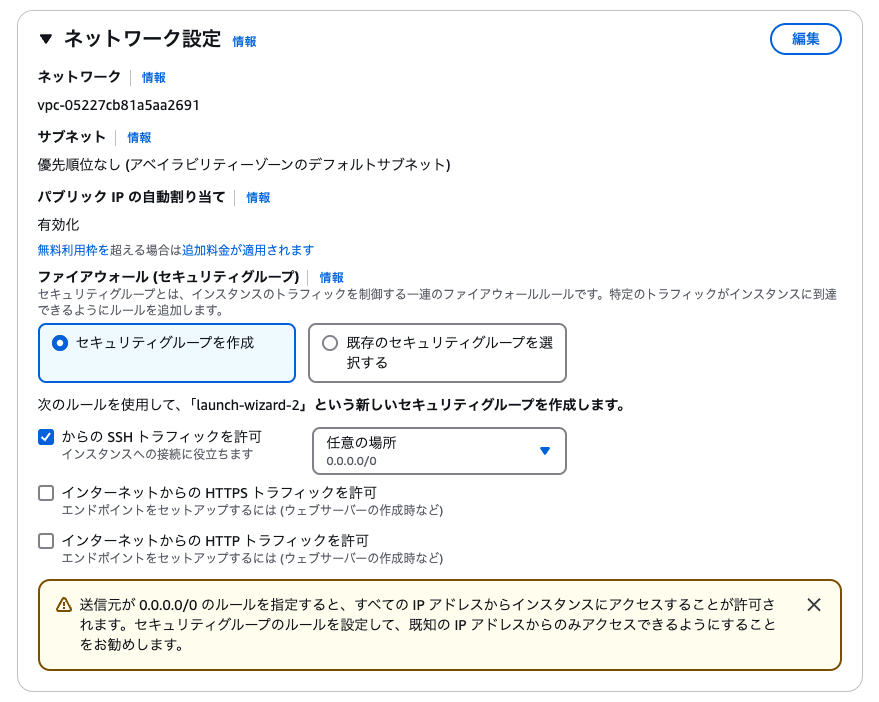 ▼ ネットワーク設定 情報
編集
ネットワーク 情報
vpc-05227cb81a5aa2691
サブネット 情報
優先順位なし (アベイラビリティーゾーンのデフォルトサブネット)
パブリック IP の自動割り当て 情報
有効化
無料利用枠を超える場合は追加料金が適用されます
ファイアウォール (セキュリティグループ) 情報
セキュリティグループとは、インスタンスのトラフィックを制御する一連のファイアウォールルールです。特定のトラフィックがインスタンスに到達
できるようにルールを追加します。
セキュリティグループを作成
既存のセキュリティグループを選
択する
次のルールを使用して、「launch-wizard-2」という新しいセキュリティグループを作成します。
からの SSH トラフィックを許可
インスタンスへの接続に役立ちます
任意の場所
0.0.0.0/0
インターネットからの HTTPS トラフィックを許可
エンドポイントをセットアップするには (ウェブサーバーの作成時など)
インターネットからの HTTP トラフィックを許可
エンドポイントをセットアップするには (ウェブサーバーの作成時など)
送信元が 0.0.0.0/0 のルールを指定すると、すべての IP アドレスからインスタンスにアクセスすることが許可さ
れます。セキュリティグループのルールを設定して、既知の IP アドレスからのみアクセスできるようにすること
をお勧めします。